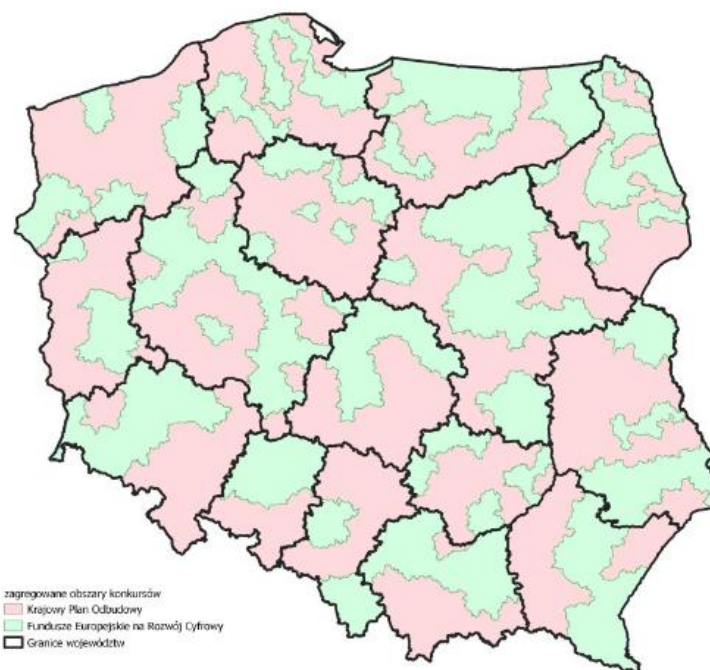 zagregowane obszary konkursów
Krajowy Plan Odbudowy
Fundusze Europejskie na Rozwój Cyfrowy
Granice województw